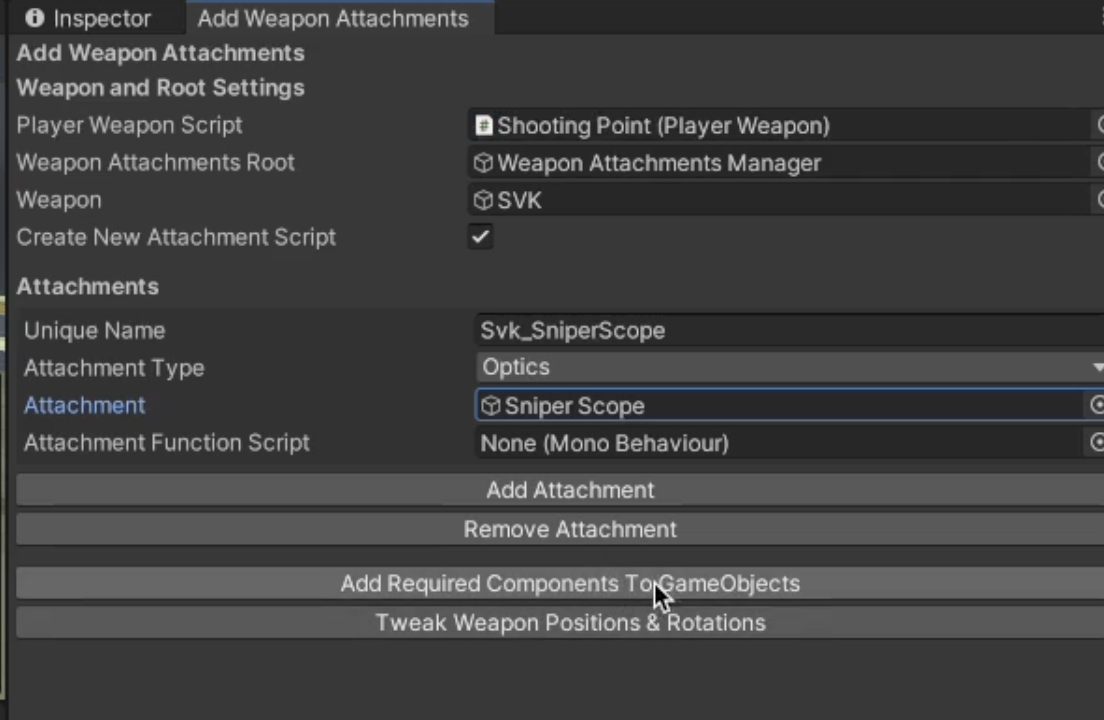 Inspector Add Weapon Attachments
Add Weapon Attachments
Weapon and Root Settings
Player Weapon Script Shooting Point (Player Weapon)
Weapon Attachments Root Weapon Attachments Manager
Weapon SVK
Create New Attachment Script
Attachments
Unique Name Svk_SniperScope
Attachment Type Optics
Attachment Sniper Scope
Attachment Function Script None (Mono Behaviour)
Add Attachment
Remove Attachment
Add Required Components To GameObjects
Tweak Weapon Positions & Rotations